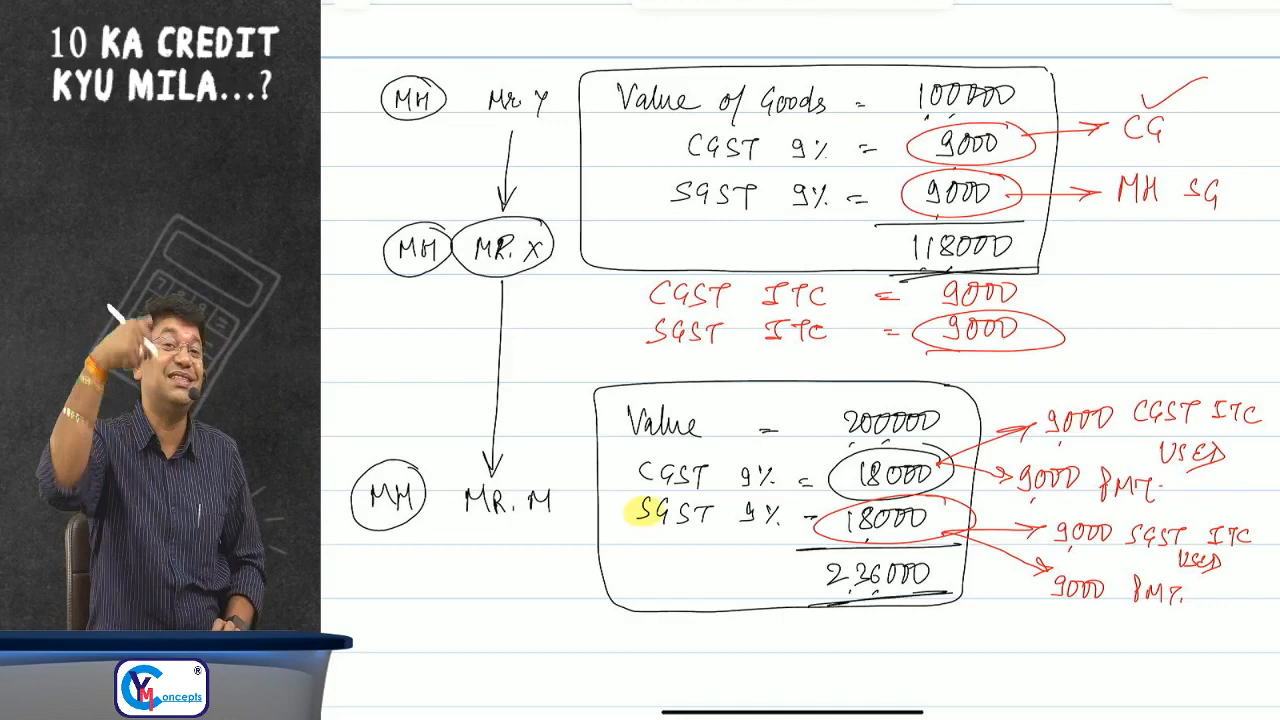 10 KA CREDIT
KYU MILA...?
MH Mr Y
Value of Goods = 100000
CGST 9% = 9000 → CG
SGST 9% = 9000 → MH SG
118000
MH MR. X
CGST ITC = 9000
SGST ITC = 9000
MH MR. M
Value = 200000
CGST 9% = 18000
9000 CGST ITC
USED
9000 PMT.
SGST 9% = 18000
9000 SGST ITC
USED
9000 PMT.
236000
CYM
Concepts
®